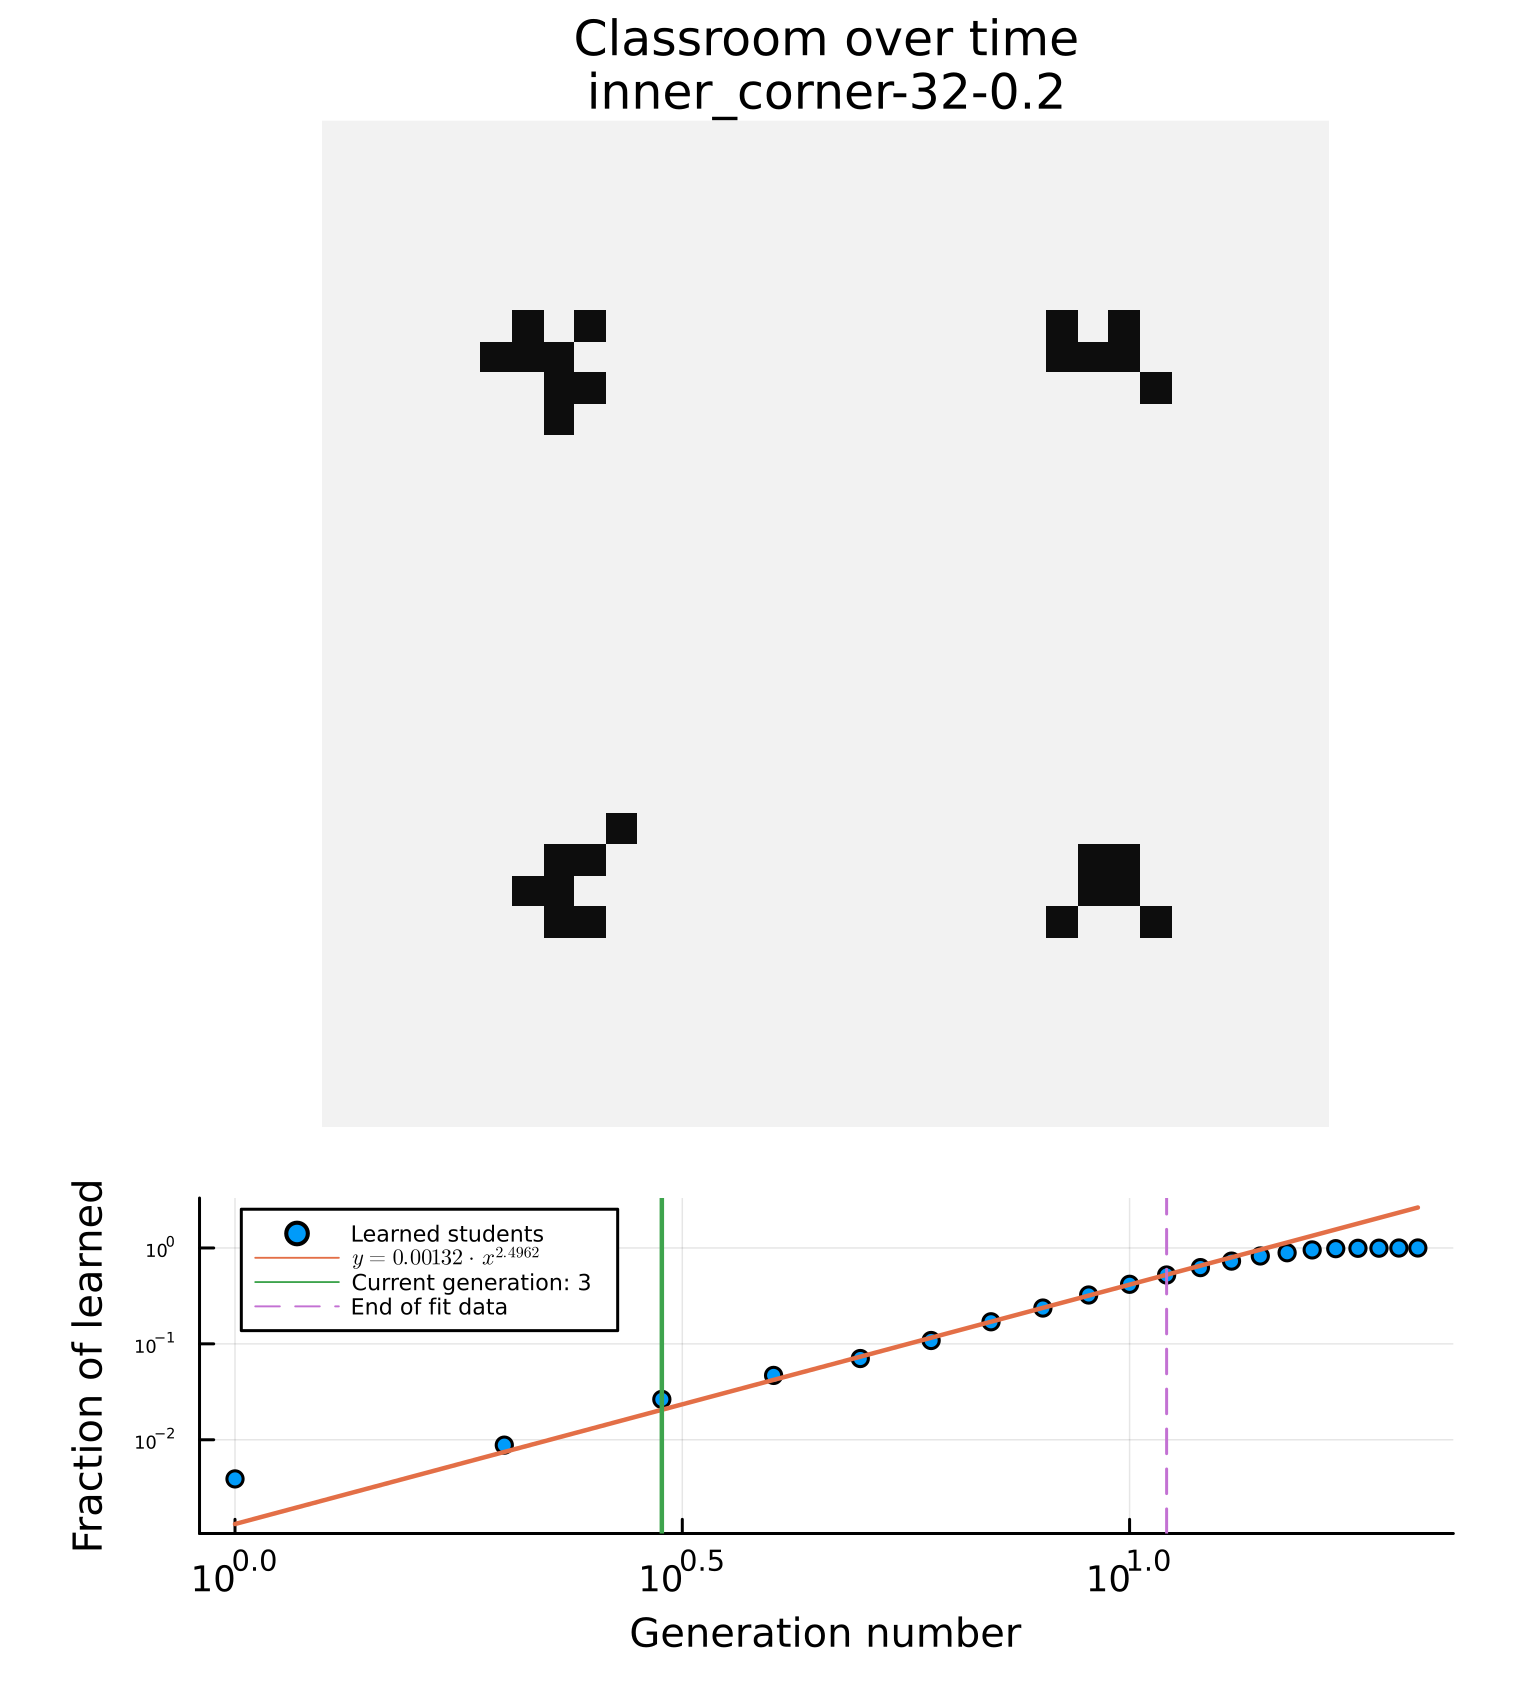 Classroom over time
inner_corner-32-0.2
Fraction of learned
10⁰
10⁻¹
10⁻²
Learned students
y = 0.00132 · x^2.4962
Current generation: 3
End of fit data
10^0.0 10^0.5 10^1.0
Generation number